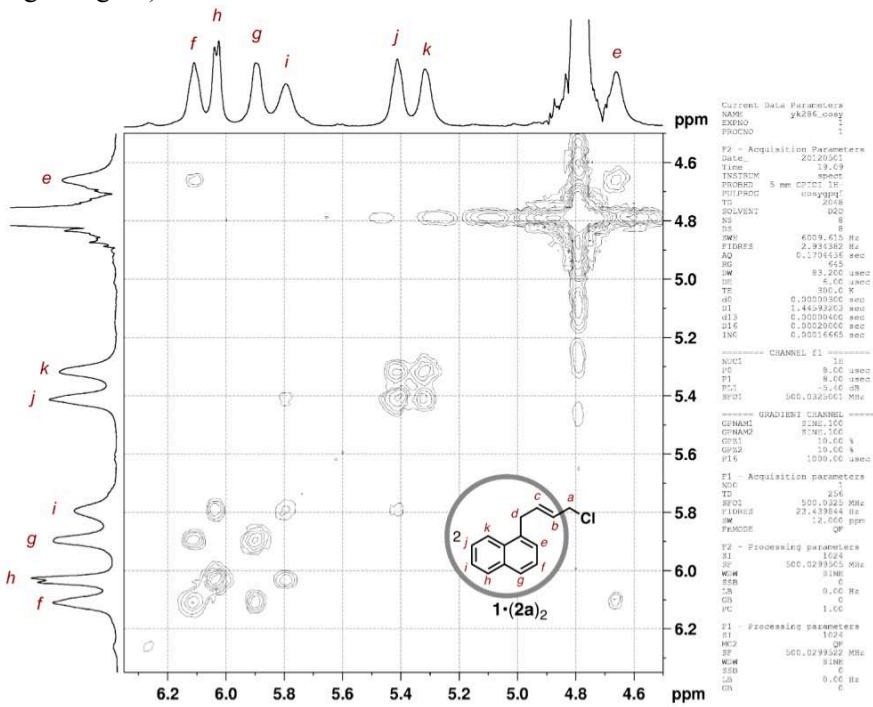 h
f
g
i
j
k
e
ppm
4.6
4.8
5.0
5.2
5.4
5.6
5.8
6.0
6.2
e
k
j
i
g
h
f
2
a
b
c
d
e
f
g
h
i
j
k
Cl
1•(2a)₂
6.2 6.0 5.8 5.6 5.4 5.2 5.0 4.8 4.6 ppm
Current Data Parameters
NAME yk286_cosy
EXPNO 1
PROCNO 1
F2 - Acquisition Parameters
Date_ 20120501
Time 19.09
INSTRUM spect
PROBHD 5 mm CPTCI 1H-
PULPROG cosygpqf
TD 2048
SOLVENT D2O
NS 8
DS 8
SWH 6009.615 Hz
FIDRES 2.934382 Hz
AQ 0.1704436 sec
RG 645
DW 83.200 usec
DE 6.00 usec
TE 300.0 K
d0 0.00000300 sec
D1 1.44593203 sec
d13 0.00000400 sec
D16 0.00020000 sec
IN0 0.00016665 sec
======== CHANNEL f1 ========
NUC1 1H
P0 8.00 usec
P1 8.00 usec
PL1 -5.40 dB
SFO1 500.0325001 MHz
====== GRADIENT CHANNEL =====
GPNAM1 SINE.100
GPNAM2 SINE.100
GPZ1 10.00 %
GPZ2 10.00 %
P16 1000.00 usec
F1 - Acquisition parameters
ND0 1
TD 256
SFO1 500.0325 MHz
FIDRES 23.439844 Hz
SW 12.000 ppm
FnMODE QF
F2 - Processing parameters
SI 1024
SF 500.0299505 MHz
WDW SINE
SSB 0
LB 0.00 Hz
GB 0
PC 1.00
F1 - Processing parameters
SI 1024
MC2 QF
SF 500.0299522 MHz
WDW SINE
SSB 0
LB 0.00 Hz
GB 0